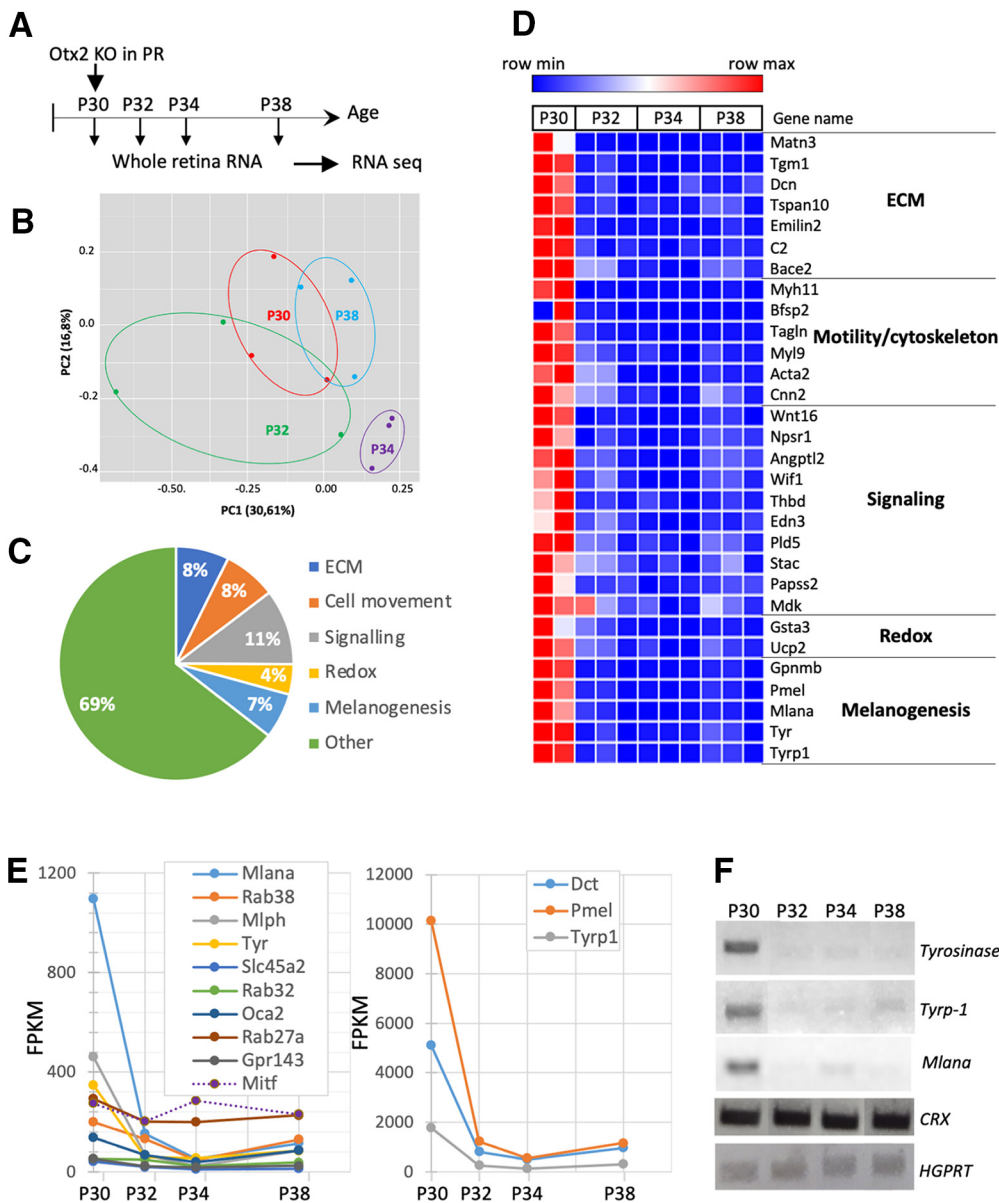 A
Otx2 KO in PR
P30 P32 P34 P38 Age
Whole retina RNA RNA seq
B
PC2 (16,8%)
0.2
0.0
-0.2
-0.4
P30
P38
P32
P34
-0.50. -0.25 0.00 0.25
PC1 (30,61%)
C
8%
8%
11%
4%
7%
69%
ECM
Cell movement
Signalling
Redox
Melanogenesis
Other
D
row min row max
P30 P32 P34 P38 Gene name
Matn3
Tgm1
Dcn
Tspan10
Emilin2
C2
Bace2
ECM
Myh11
Bfsp2
Tagln
Myl9
Acta2
Cnn2
Motility/cytoskeleton
Wnt16
Npsr1
Angptl2
Wif1
Thbd
Edn3
Pld5
Stac
Papss2
Mdk
Signaling
Gsta3
Ucp2
Redox
Gpnmb
Pmel
Mlana
Tyr
Tyrp1
Melanogenesis
E
FPKM
1200
800
400
0
P30 P32 P34 P38
Mlana
Rab38
Mlph
Tyr
Slc45a2
Rab32
Oca2
Rab27a
Gpr143
Mitf
FPKM
12000
10000
8000
6000
4000
2000
0
P30 P32 P34 P38
Dct
Pmel
Tyrp1
F
P30 P32 P34 P38
Tyrosinase
Tyrp-1
Mlana
CRX
HGPRT